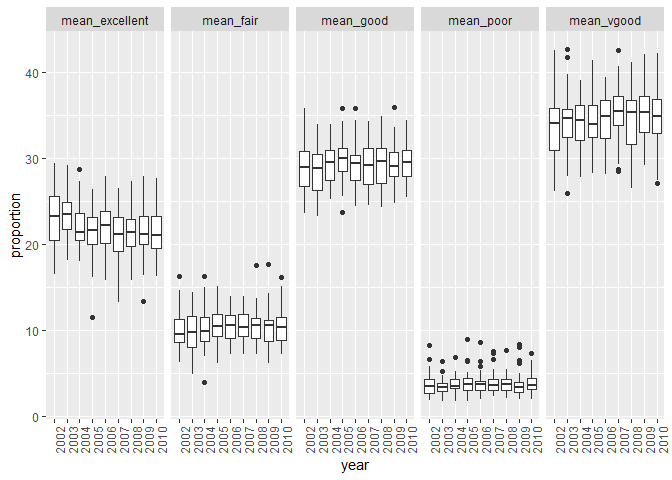 mean_excellent mean_fair mean_good mean_poor mean_vgood
proportion
40
30
20
10
0
2002 2003 2004 2005 2006 2007 2008 2009 2010 2002 2003 2004 2005 2006 2007 2008 2009 2010 2002 2003 2004 2005 2006 2007 2008 2009 2010 2002 2003 2004 2005 2006 2007 2008 2009 2010 2002 2003 2004 2005 2006 2007 2008 2009 2010
year